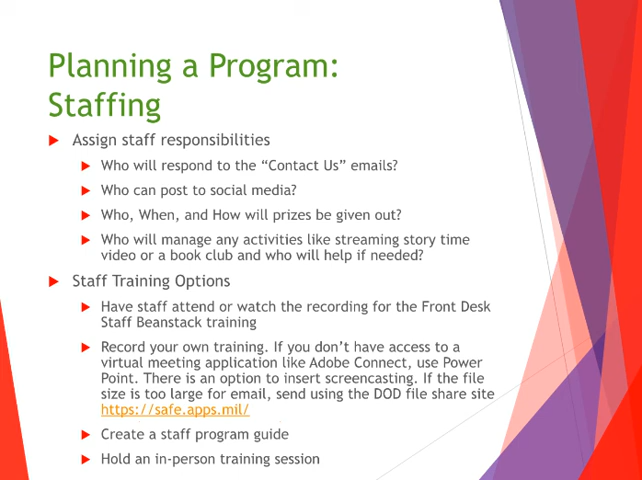 Planning a Program:
Staffing
Assign staff responsibilities
Who will respond to the “Contact Us” emails?
Who can post to social media?
Who, When, and How will prizes be given out?
Who will manage any activities like streaming story time
video or a book club and who will help if needed?
Staff Training Options
Have staff attend or watch the recording for the Front Desk
Staff Beanstack training
Record your own training. If you don’t have access to a
virtual meeting application like Adobe Connect, use Power
Point. There is an option to insert screencasting. If the file
size is too large for email, send using the DOD file share site
https://safe.apps.mil/
Create a staff program guide
Hold an in-person training session